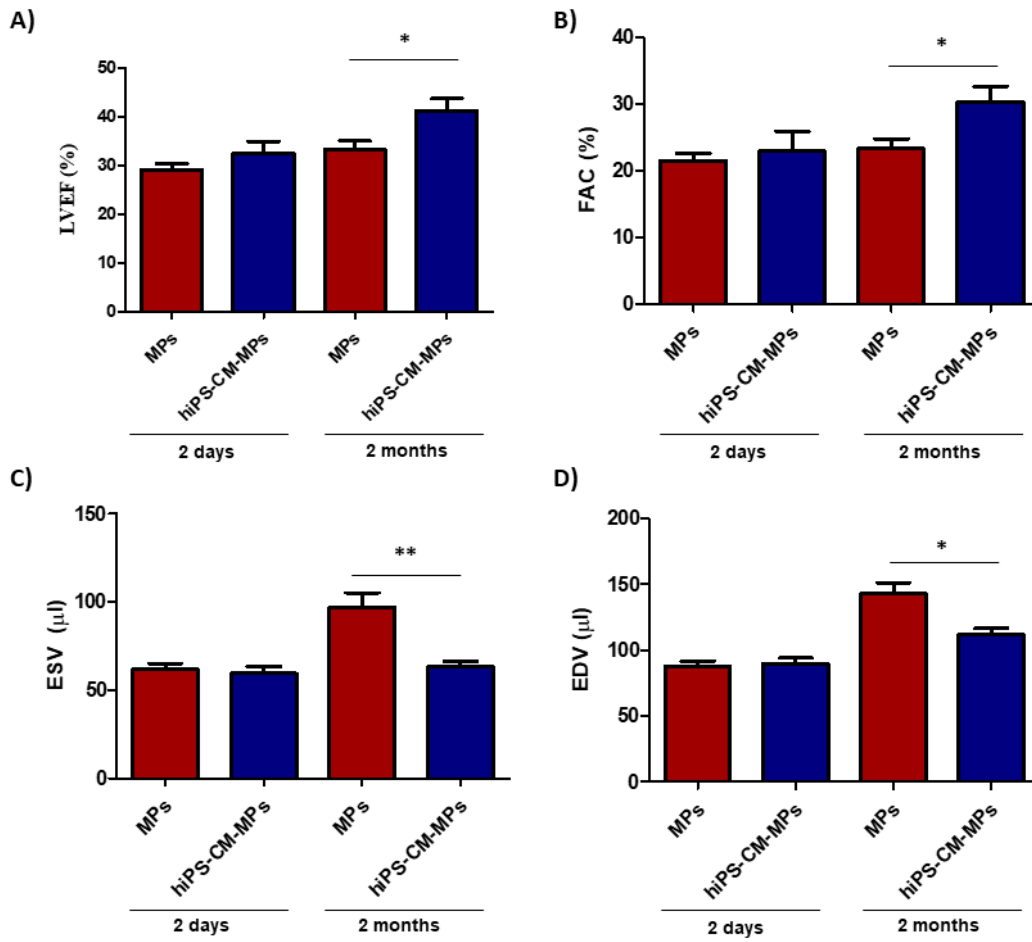 A)
*
50
40
30
20
10
0
LVEF (%)
MPs
hiPS-CM-MPs
MPs
hiPS-CM-MPs
2 days
2 months
B)
*
40
30
20
10
0
FAC (%)
MPs
hiPS-CM-MPs
MPs
hiPS-CM-MPs
2 days
2 months
C)
**
150
100
50
0
ESV (μl)
MPs
hiPS-CM-MPs
MPs
hiPS-CM-MPs
2 days
2 months
D)
*
200
150
100
50
0
EDV (μl)
MPs
hiPS-CM-MPs
MPs
hiPS-CM-MPs
2 days
2 months